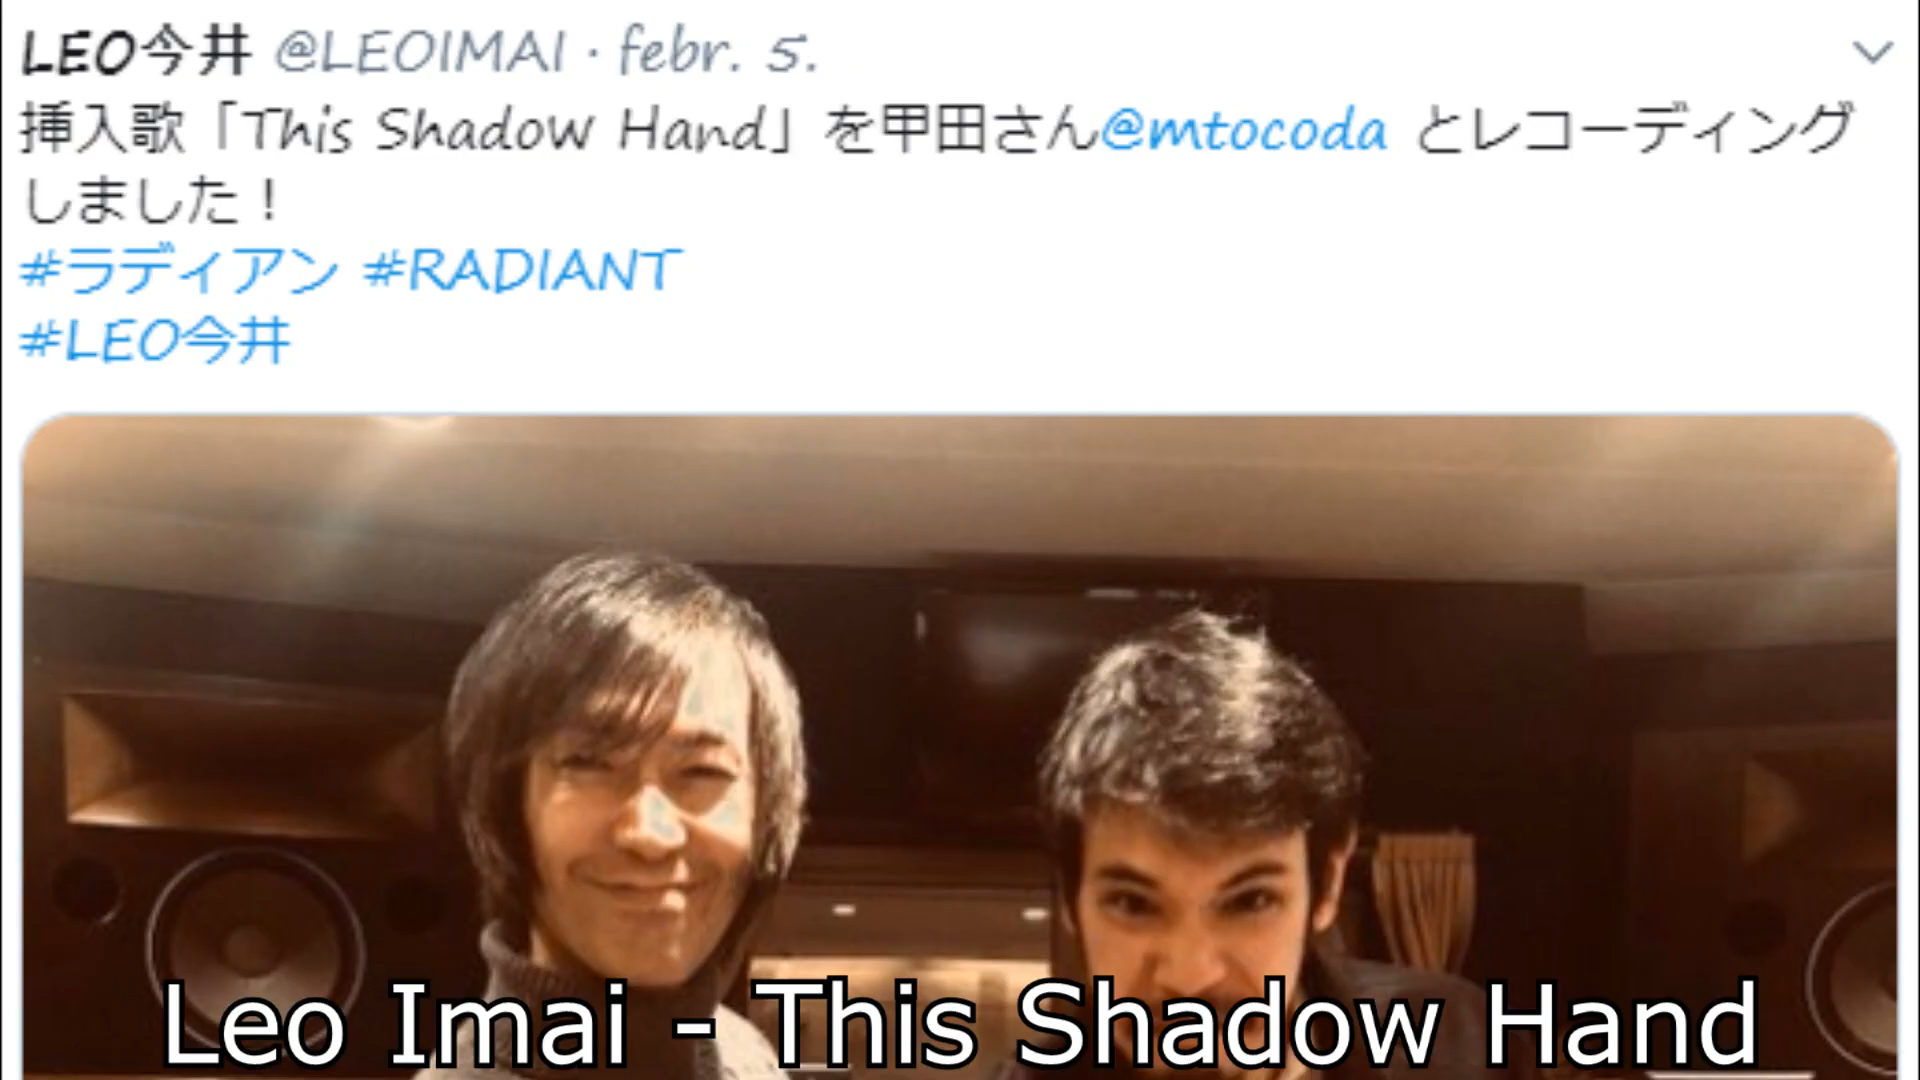 LEO今井 @LEOIMAI · febr. 5.
挿入歌「This Shadow Hand」を甲田さん@mtocoda とレコーディング
しました！
#ラディアン #RADIANT
#LEO今井
Leo Imai - This Shadow Hand